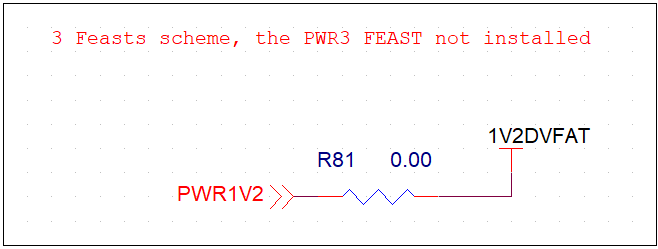 3 Feasts scheme, the PWR3 FEAST not installed
1V2DVFAT
R81 0.00
PWR1V2